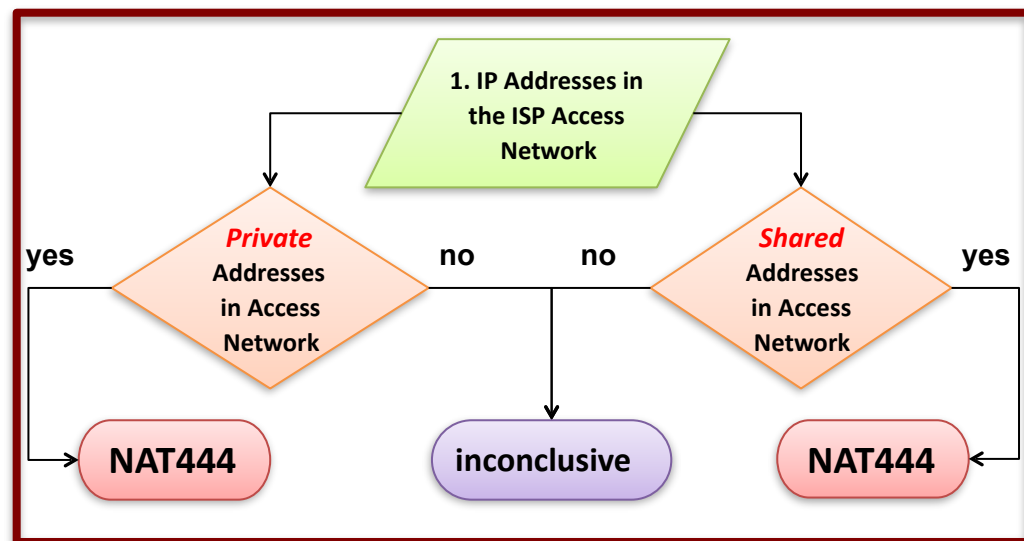 1. IP Addresses in
the ISP Access
Network
yes
Private
Addresses
in Access
Network
no
no
Shared
Addresses
in Access
Network
yes
NAT444
inconclusive
NAT444